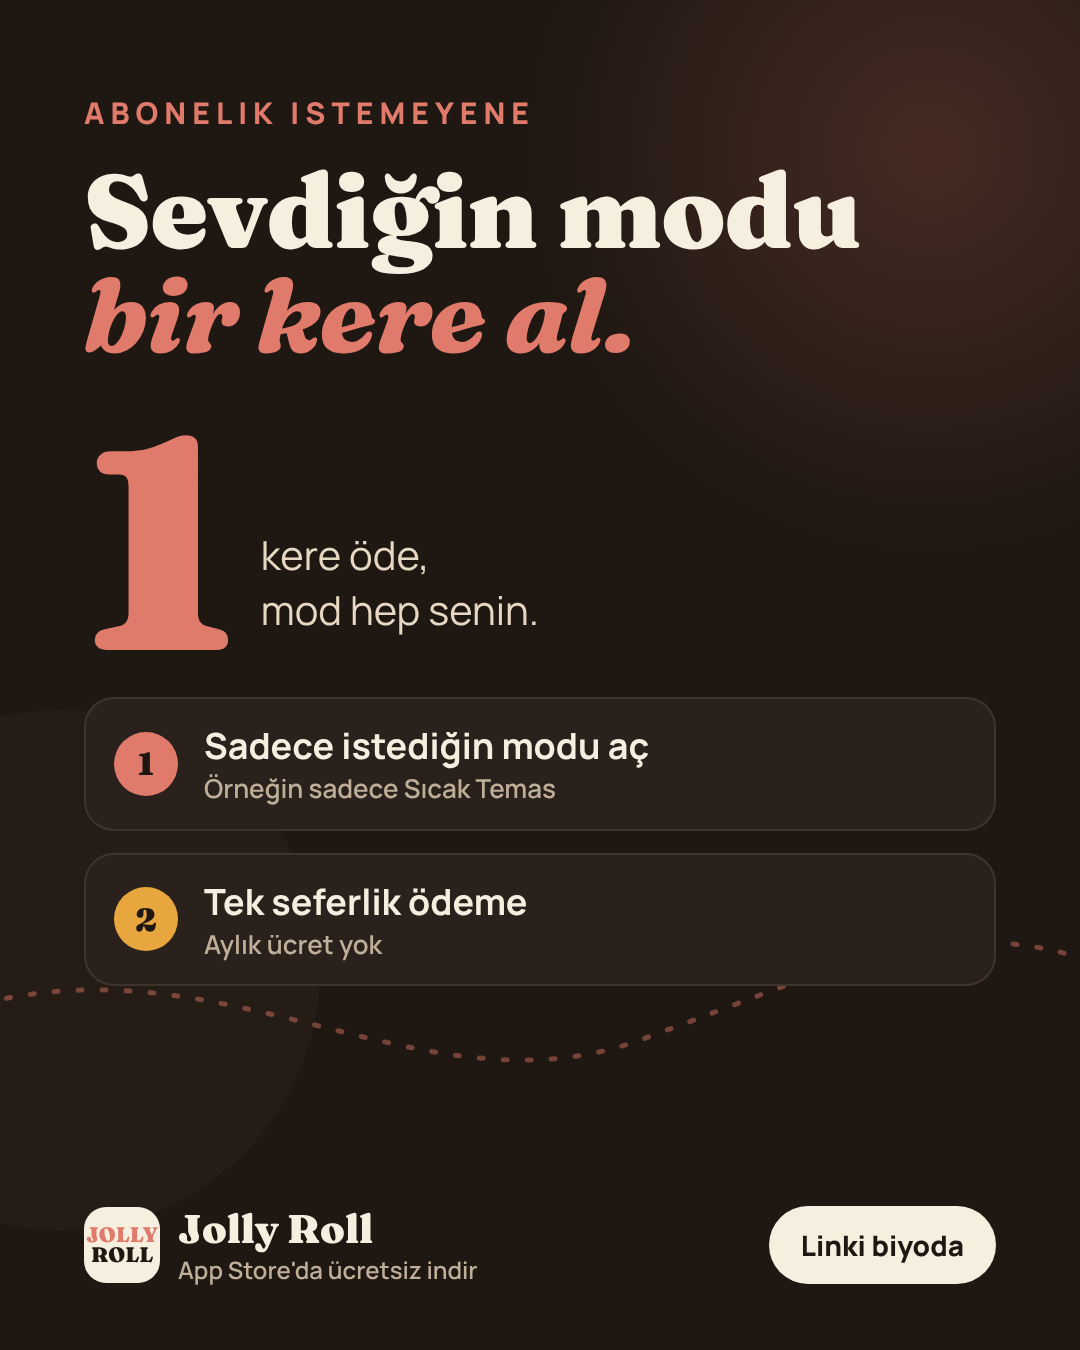 ABONELIK ISTEMEYENE
Sevdiğin modu
bir kere al.
1
kere öde,
mod hep senin.
1
Sadece istediğin modu aç
Örneğin sadece Sıcak Temas
2
Tek seferlik ödeme
Aylık ücret yok
JOLLY
ROLL
Jolly Roll
App Store'da ücretsiz indir
Linki biyoda